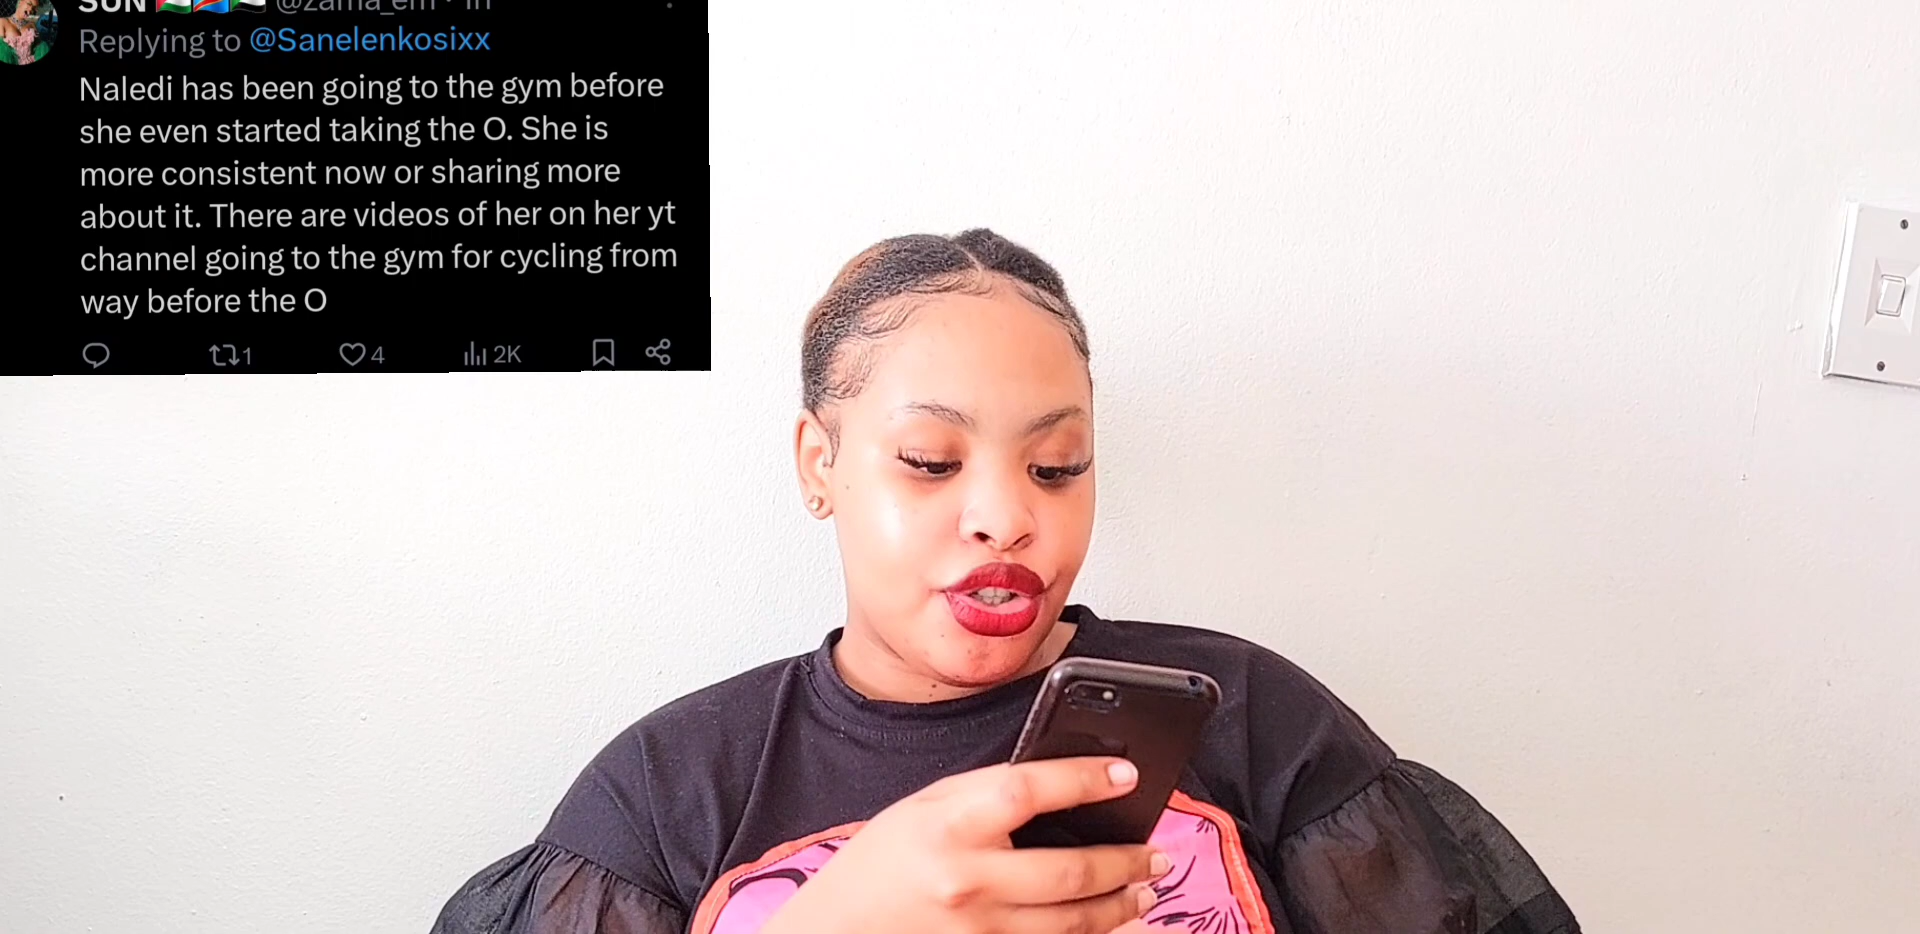 Replying to @Sanelenkosixx
Naledi has been going to the gym before
she even started taking the O. She is
more consistent now or sharing more
about it. There are videos of her on her yt
channel going to the gym for cycling from
way before the O
1 4 2K